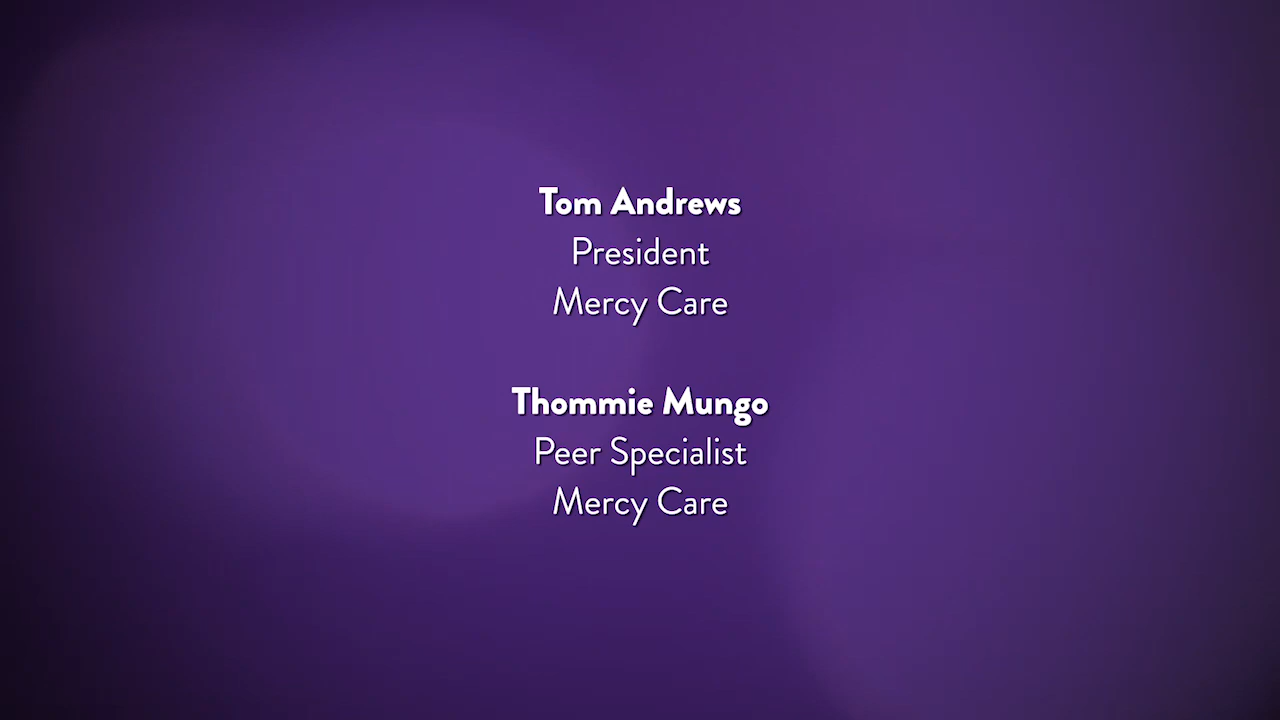 Tom Andrews
President
Mercy Care
Thommie Mungo
Peer Specialist
Mercy Care